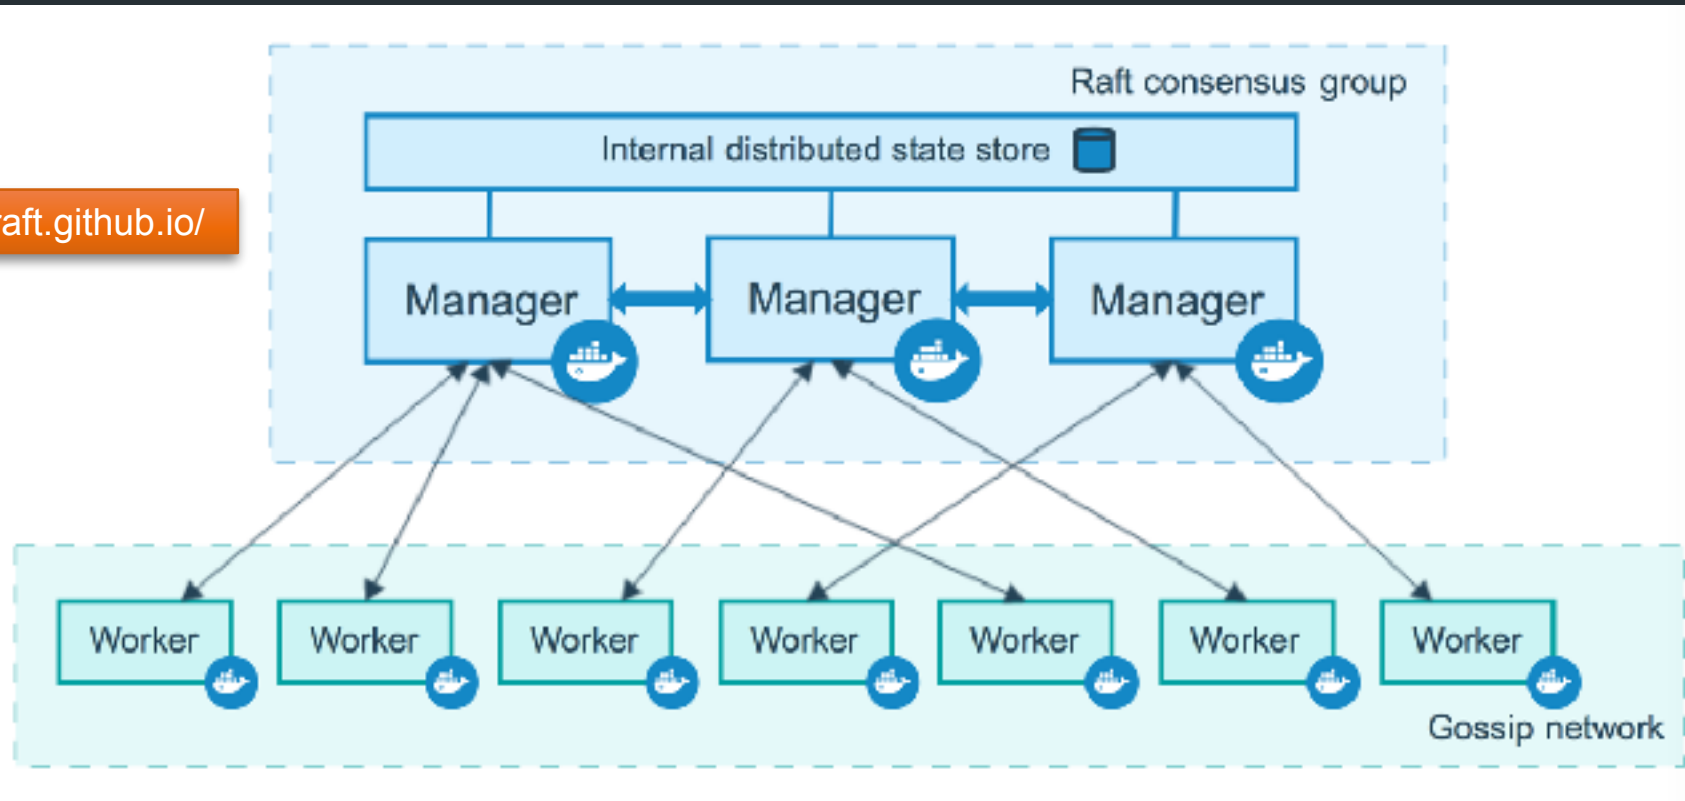 Raft consensus group
Internal distributed state store
raft.github.io/
Manager
Manager
Manager
Worker
Worker
Worker
Worker
Worker
Worker
Worker
Gossip network